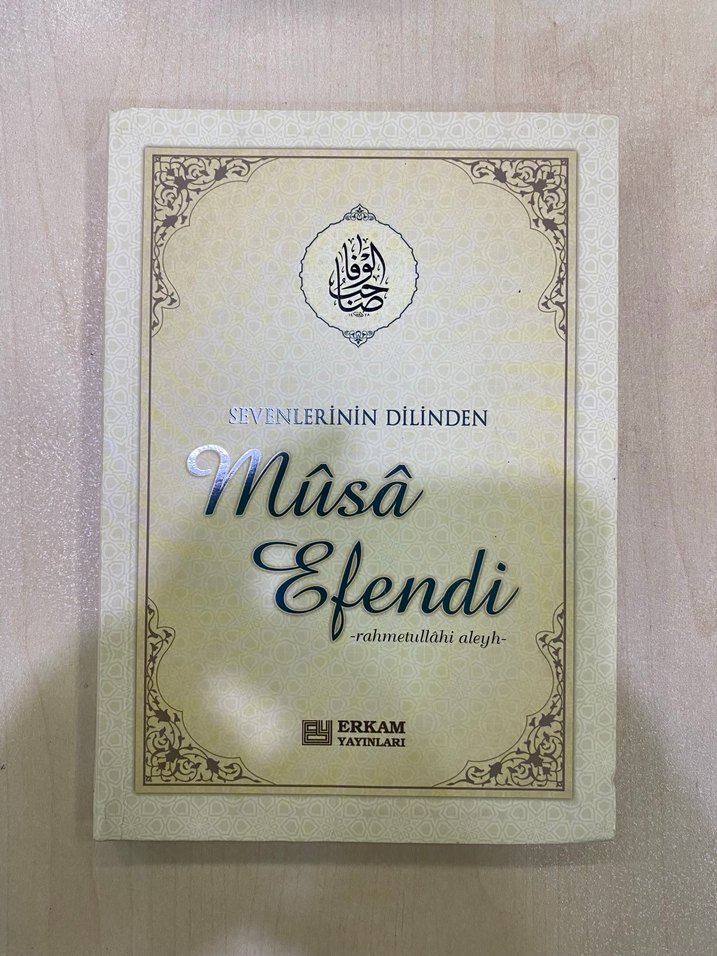 صاحب الوفا
SEVENLERİNİN DİLİNDEN
Mûsâ
Efendi
-rahmetullâhi aleyh-
ERKAM
YAYINLARI